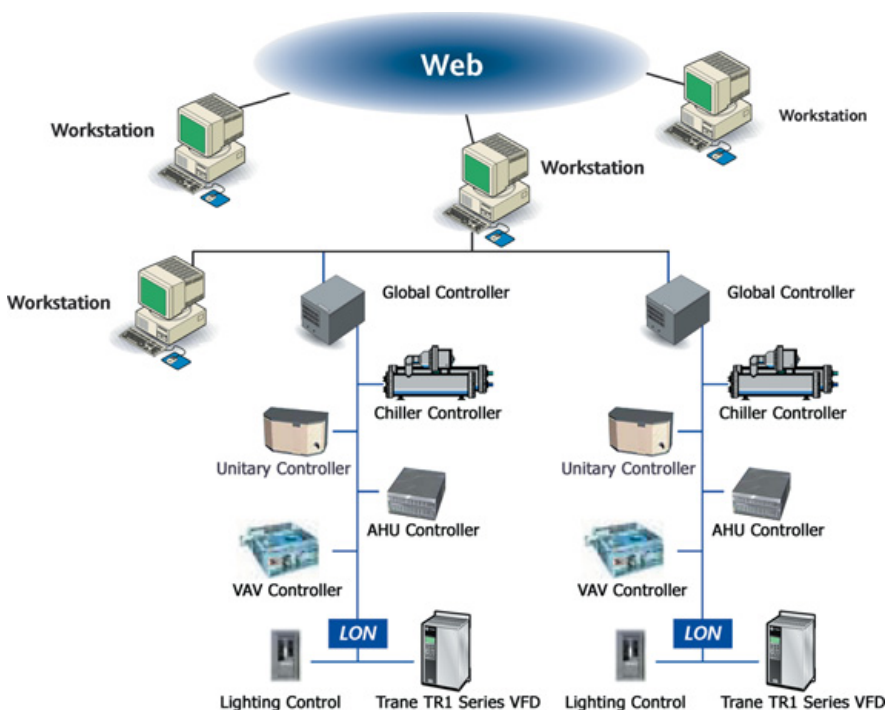 Web
Workstation
Workstation
Workstation
Workstation
Global Controller
Global Controller
Chiller Controller
Chiller Controller
Unitary Controller
Unitary Controller
AHU Controller
AHU Controller
VAV Controller
VAV Controller
LON
LON
Lighting Control
Trane TR1 Series VFD
Lighting Control
Trane TR1 Series VFD